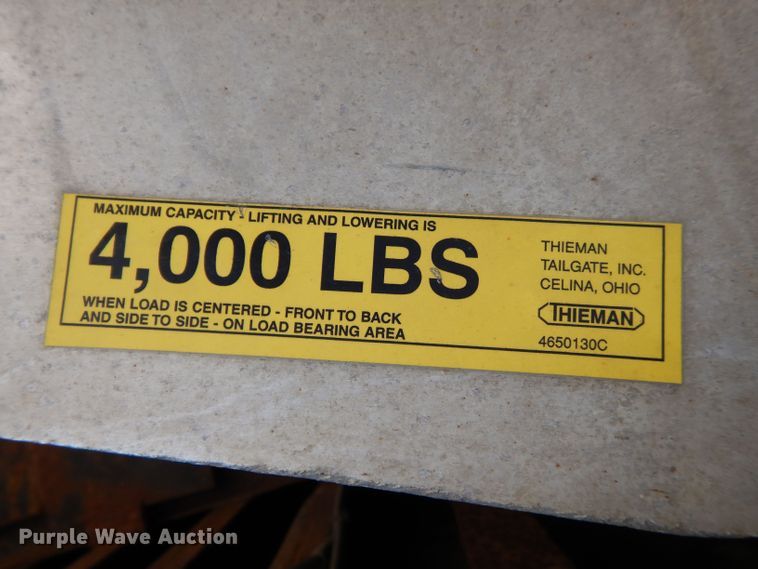 MAXIMUM CAPACITY - LIFTING AND LOWERING IS
4,000 LBS
WHEN LOAD IS CENTERED - FRONT TO BACK
AND SIDE TO SIDE - ON LOAD BEARING AREA
THIEMAN
TAILGATE, INC.
CELINA, OHIO
THIEMAN
4650130C
Purple Wave Auction